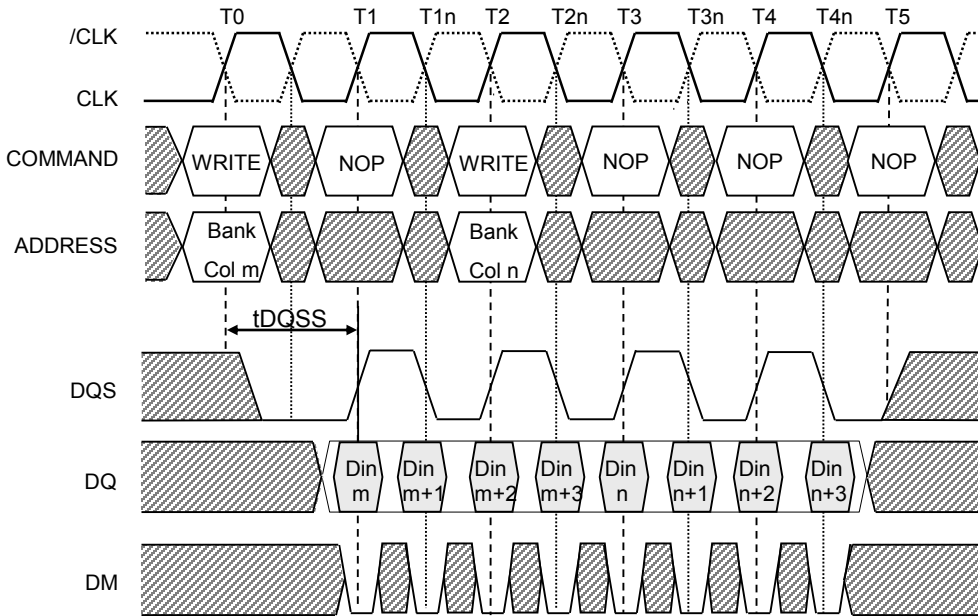 T0 T1 T1n T2 T2n T3 T3n T4 T4n T5
/CLK
CLK
COMMAND WRITE NOP WRITE NOP NOP NOP
ADDRESS Bank Bank
Col m Col n
tDQSS
DQS
DQ Din Din Din Din Din Din Din Din
m m+1 m+2 m+3 n n+1 n+2 n+3
DM